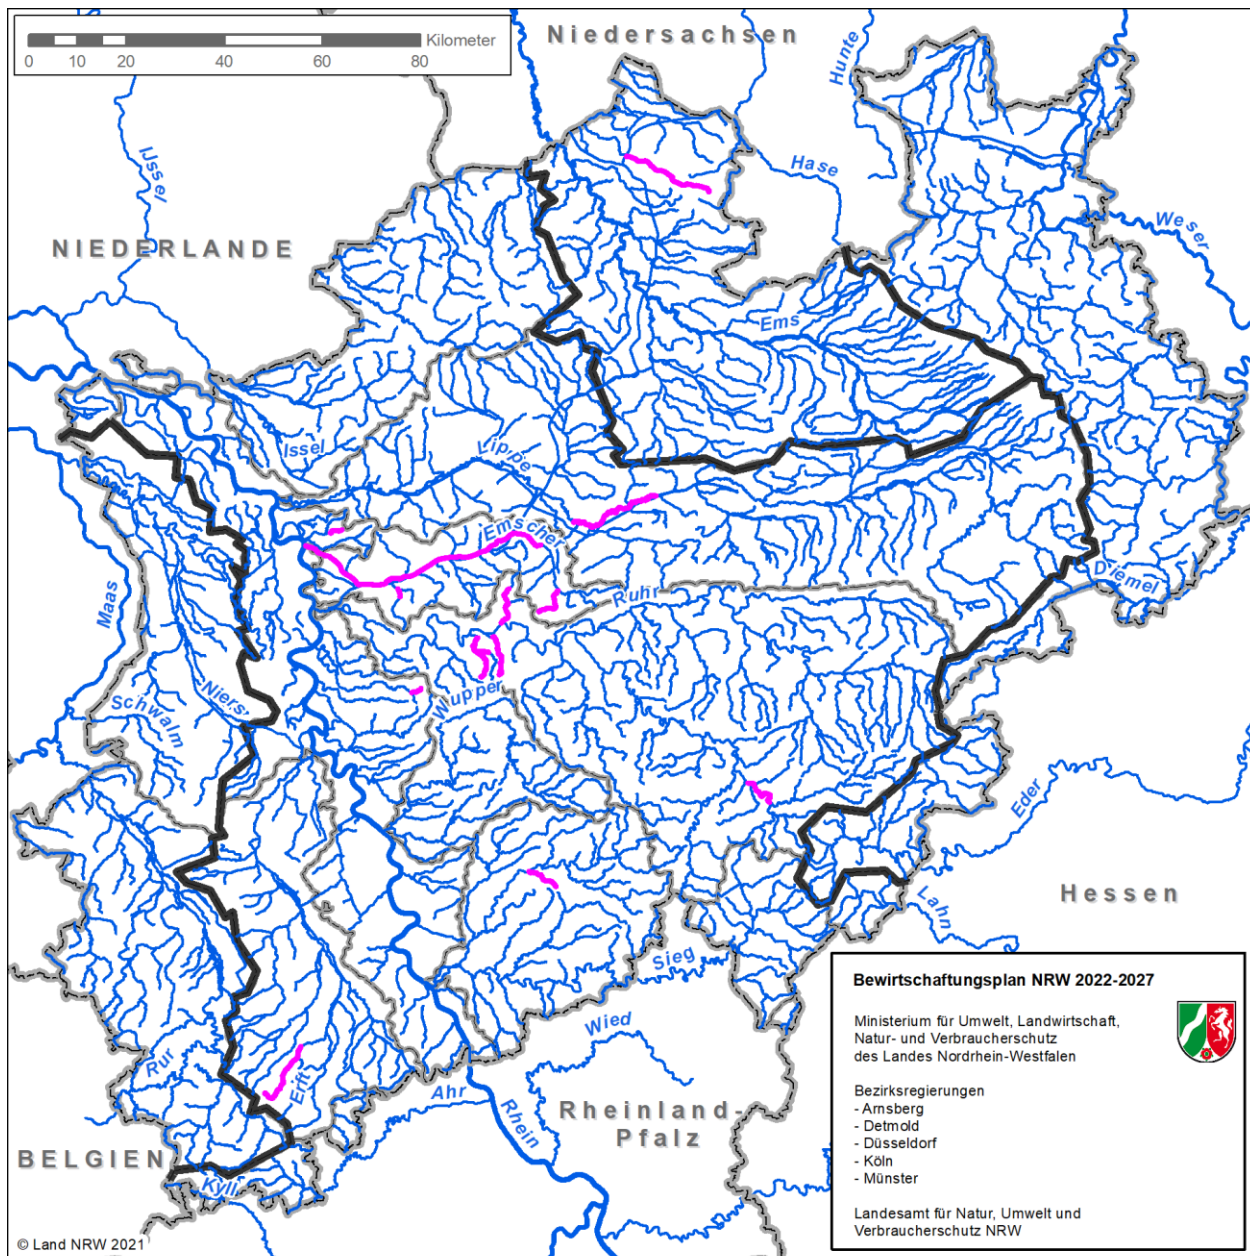 Niedersachsen
Kilometer
0 10 20 40 60 80
Hunte
IJssel
Hase
Weser
NIEDERLANDE
Ems
Issel
Lippe
Emscher
Maas
Ruhr
Diemel
Niers
Schwalm
Wupper
Eder
Hessen
Lahn
Sieg
Wied
Rur
Erft
Ahr
Rhein
Rheinland-
Pfalz
BELGIEN
Kyll
Bewirtschaftungsplan NRW 2022-2027
Ministerium für Umwelt, Landwirtschaft,
Natur- und Verbraucherschutz
des Landes Nordrhein-Westfalen
Bezirksregierungen
- Arnsberg
- Detmold
- Düsseldorf
- Köln
- Münster
Landesamt für Natur, Umwelt und
Verbraucherschutz NRW
© Land NRW 2021